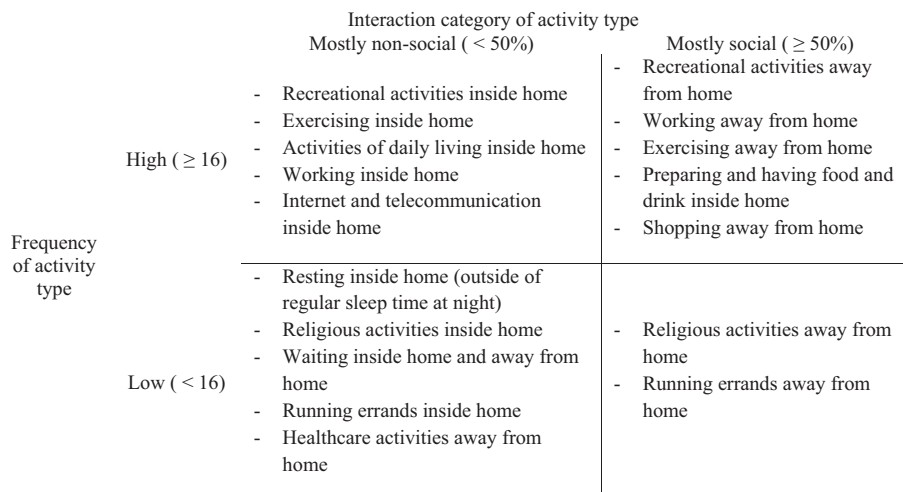 Interaction category of activity type
Mostly non-social ( < 50%)
Mostly social ( ≥ 50%)
Frequency
of activity
type
High ( ≥ 16)
- Recreational activities inside home
- Exercising inside home
- Activities of daily living inside home
- Working inside home
- Internet and telecommunication
inside home
- Recreational activities away
from home
- Working away from home
- Exercising away from home
- Preparing and having food and
drink inside home
- Shopping away from home
Low ( < 16)
- Resting inside home (outside of
regular sleep time at night)
- Religious activities inside home
- Waiting inside home and away from
home
- Running errands inside home
- Healthcare activities away from
home
- Religious activities away from
home
- Running errands away from
home